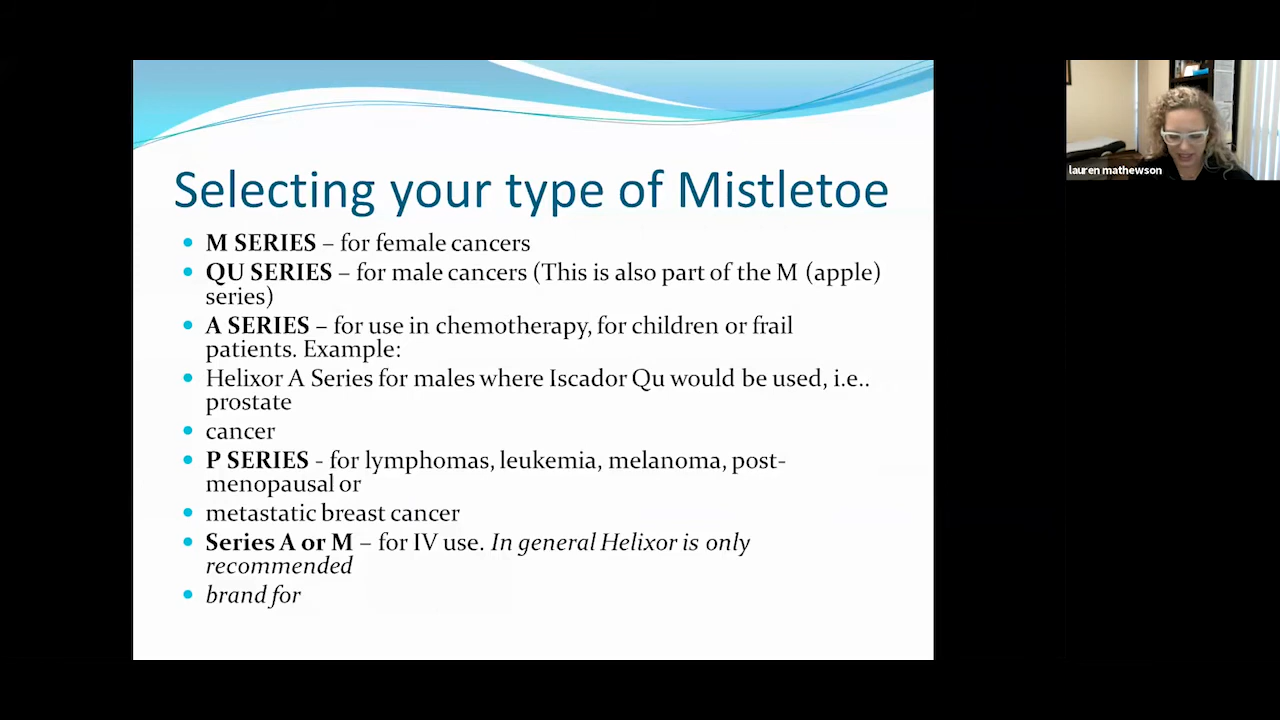 Selecting your type of Mistletoe
• M SERIES – for female cancers
• QU SERIES – for male cancers (This is also part of the M (apple)
series)
• A SERIES – for use in chemotherapy, for children or frail
patients. Example:
• Helixor A Series for males where Iscador Qu would be used, i.e..
prostate
• cancer
• P SERIES - for lymphomas, leukemia, melanoma, post-
menopausal or
• metastatic breast cancer
• Series A or M – for IV use. In general Helixor is only
recommended
• brand for
lauren mathewson